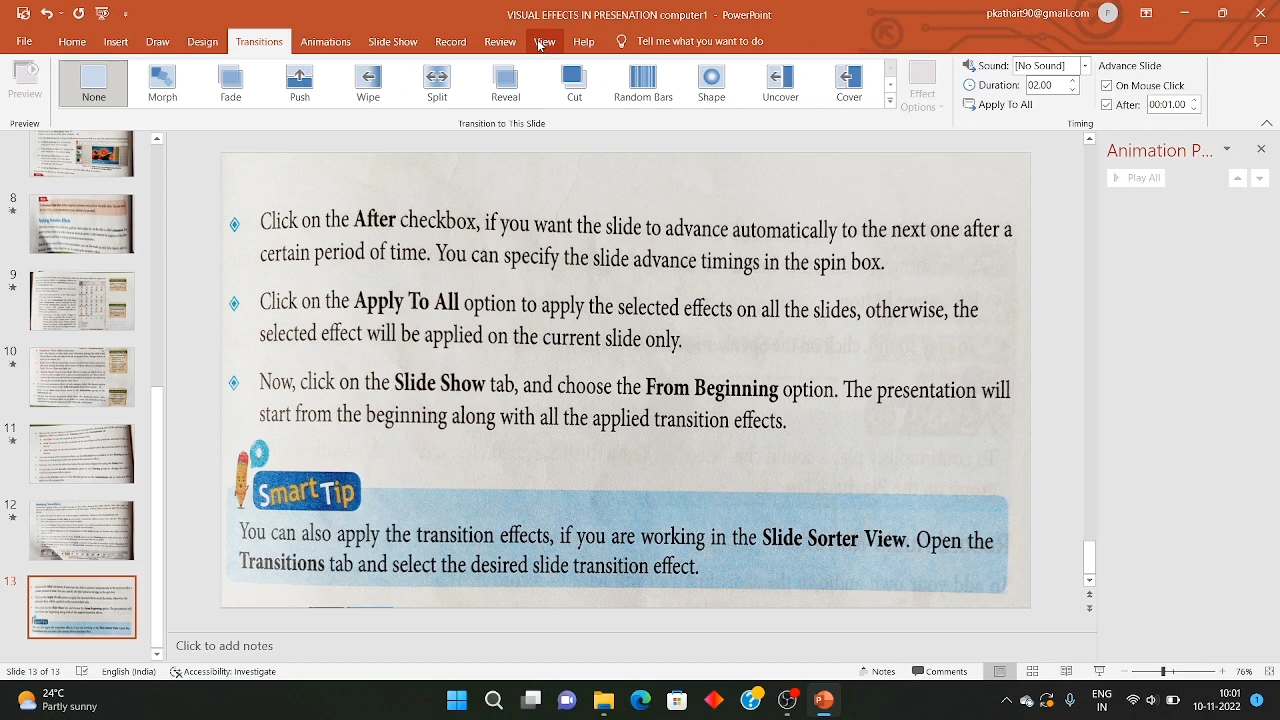 VISUAL EFFECTS IN POWERPOINT completed - PowerPoint
pkathar90@gmail.com P
File Home Insert Draw Design Transitions Animations Slide Show Record Review View Help Tell me what you want to do
Preview
None Morph Fade Push Wipe Split Reveal Cut Random Bars Shape Uncover Cover
Effect
Options
Sound: [No Sound]
Duration: 02.00
Apply To All
Advance Slide
On Mouse Click
After: 00:01.00
Preview Transition to This Slide Timing
Animation P...
Play All
Click on the After checkbox, if you want the slide to advance automatically to the next one after a
certain period of time. You can specify the slide advance timings in the spin box.
Click on the Apply To All option to apply the selected effects on all the slides, otherwise, the
selected effect will be applied on the current slide only.
Now, click on the Slide Show tab, and choose the From Beginning option. The presentation will
start from the beginning along with all the applied transition effects.
Smart Tip
You can also apply the transition effects, if you are working in the Slide Sorter View. Open the
Transitions tab and select the desired slide transition effect.
13
Click to add notes
Slide 13 of 13 English (India) Accessibility: Investigate Notes Comments 76%
24°C
Partly sunny
ENG
IN
11:03
10-11-2022